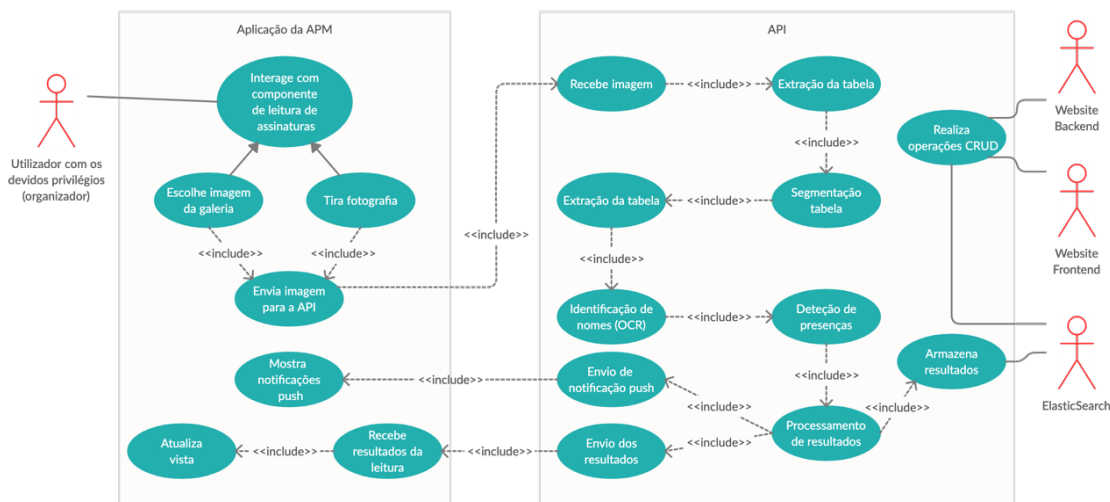 Aplicação da APM
API
Interage com
componente
de leitura de
assinaturas
Utilizador com os
devidos privilégios
(organizador)
Escolhe imagem
da galeria
Tira fotografia
<<include>>
<<include>>
Envia imagem
para a API
<<include>>
Recebe imagem
<<include>>
Extração da tabela
<<include>>
Segmentação
tabela
<<include>>
Extração da tabela
<<include>>
Identificação de
nomes (OCR)
<<include>>
Deteção de
presenças
<<include>>
Processamento
de resultados
<<include>>
<<include>>
<<include>>
Envio de
notificação push
<<include>>
Mostra
notificações
push
Envio dos
resultados
<<include>>
Recebe
resultados da
leitura
<<include>>
Atualiza
vista
Armazena
resultados
Realiza
operações CRUD
Website
Backend
Website
Frontend
ElasticSearch